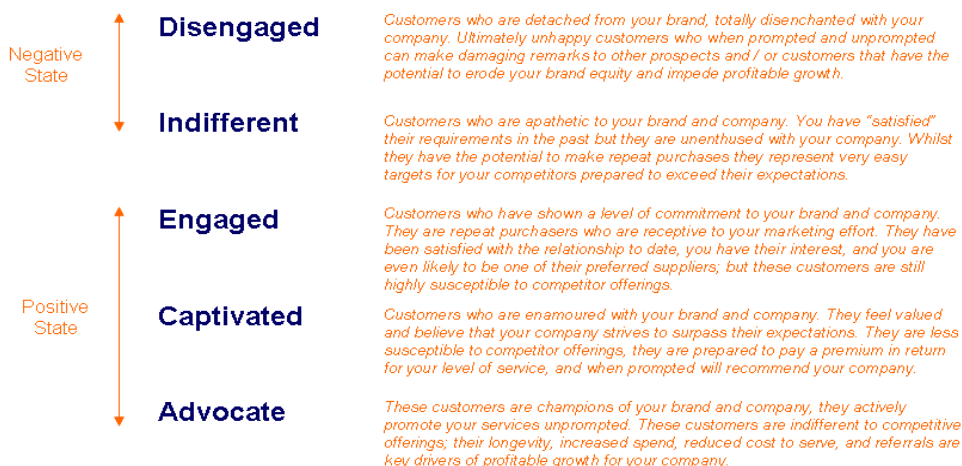 Negative
State
Disengaged
Customers who are detached from your brand, totally disenchanted with your
company. Ultimately unhappy customers who when prompted and unprompted
can make damaging remarks to other prospects and / or customers that have the
potential to erode your brand equity and impede profitable growth.
Indifferent
Customers who are apathetic to your brand and company. You have "satisfied"
their requirements in the past but they are unenthused with your company. Whilst
they have the potential to make repeat purchases they represent very easy
targets for your competitors prepared to exceed their expectations.
Positive
State
Engaged
Customers who have shown a level of commitment to your brand and company.
They are repeat purchasers who are receptive to your marketing effort. They have
been satisfied with the relationship to date, you have their interest, and you are
even likely to be one of their preferred suppliers; but these customers are still
highly susceptible to competitor offerings.
Captivated
Customers who are enamoured with your brand and company. They feel valued
and believe that your company strives to surpass their expectations. They are less
susceptible to competitor offerings, they are prepared to pay a premium in return
for your level of service, and when prompted will recommend your company.
Advocate
These customers are champions of your brand and company, they actively
promote your services unprompted. These customers are indifferent to competitive
offerings; their longevity, increased spend, reduced cost to serve, and referrals are
key drivers of profitable growth for your company.